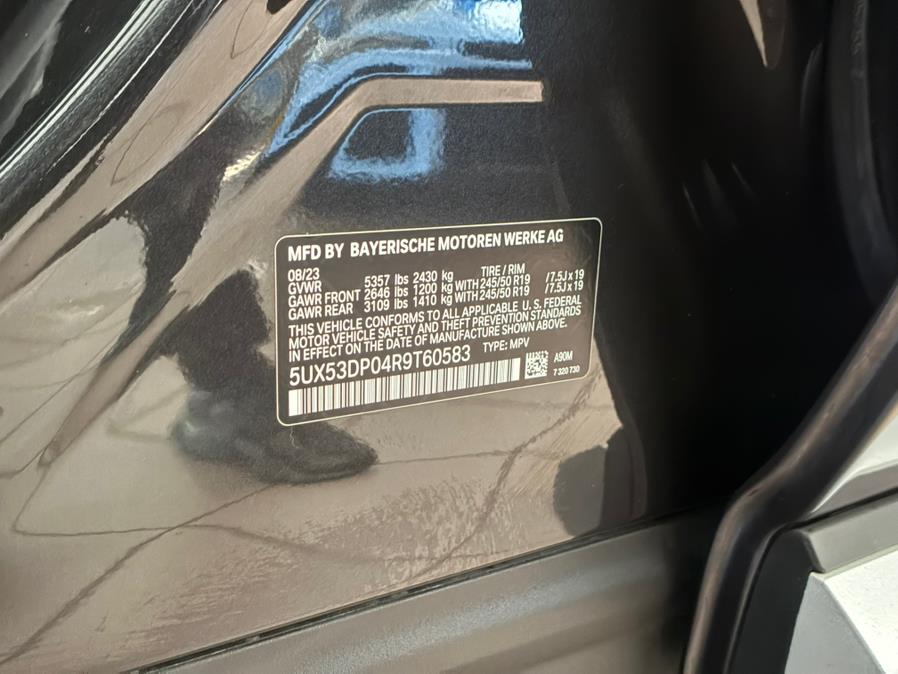 MFD BY BAYERISCHE MOTOREN WERKE AG
08/23 TIRE / RIM
GVWR 5357 lbs 2430 kg
GAWR FRONT 2646 lbs 1200 kg WITH 245/50 R19 /7.5J x 19
GAWR REAR 3109 lbs 1410 kg WITH 245/50 R19 /7.5J x 19
THIS VEHICLE CONFORMS TO ALL APPLICABLE U.S. FEDERAL
MOTOR VEHICLE SAFETY AND THEFT PREVENTION STANDARDS
IN EFFECT ON THE DATE OF MANUFACTURE SHOWN ABOVE.
5UX53DP04R9T60583 TYPE: MPV
A90M
7 320 730